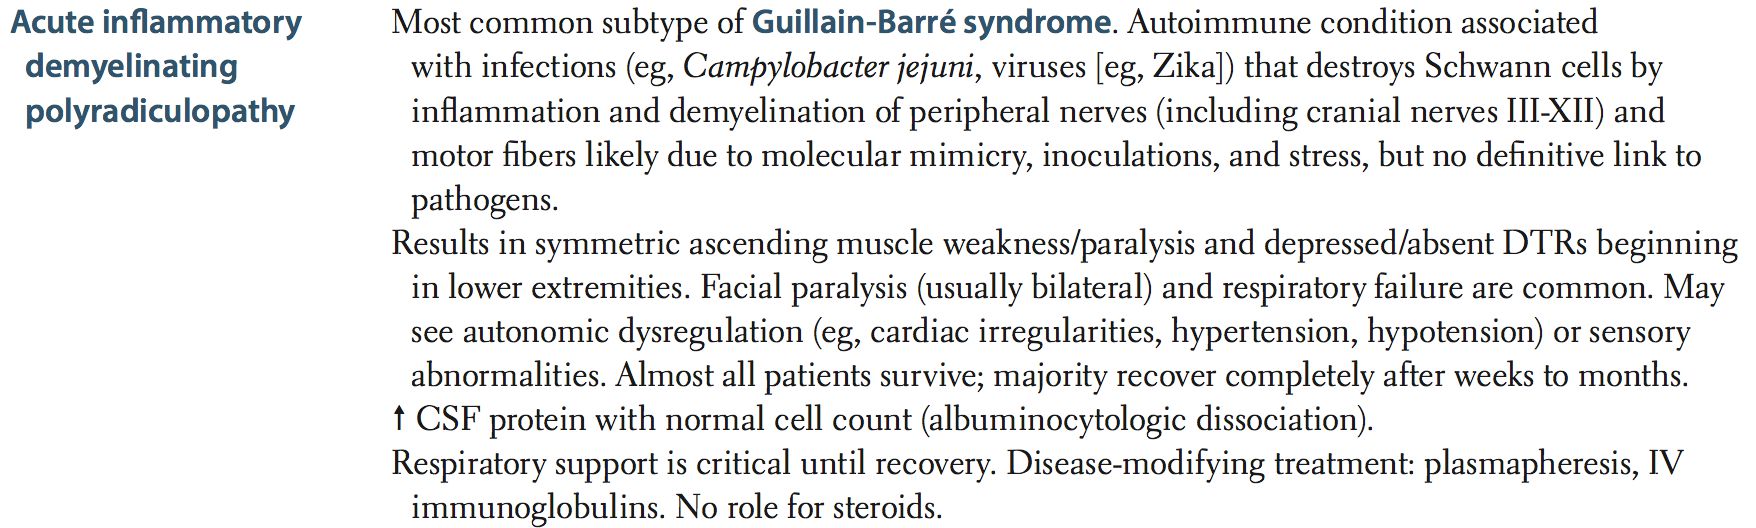 Acute inflammatory
demyelinating
polyradiculopathy
Most common subtype of Guillain-Barré syndrome. Autoimmune condition associated
with infections (eg, Campylobacter jejuni, viruses [eg, Zika]) that destroys Schwann cells by
inflammation and demyelination of peripheral nerves (including cranial nerves III-XII) and
motor fibers likely due to molecular mimicry, inoculations, and stress, but no definitive link to
pathogens.
Results in symmetric ascending muscle weakness/paralysis and depressed/absent DTRs beginning
in lower extremities. Facial paralysis (usually bilateral) and respiratory failure are common. May
see autonomic dysregulation (eg, cardiac irregularities, hypertension, hypotension) or sensory
abnormalities. Almost all patients survive; majority recover completely after weeks to months.
↑ CSF protein with normal cell count (albuminocytologic dissociation).
Respiratory support is critical until recovery. Disease-modifying treatment: plasmapheresis, IV
immunoglobulins. No role for steroids.